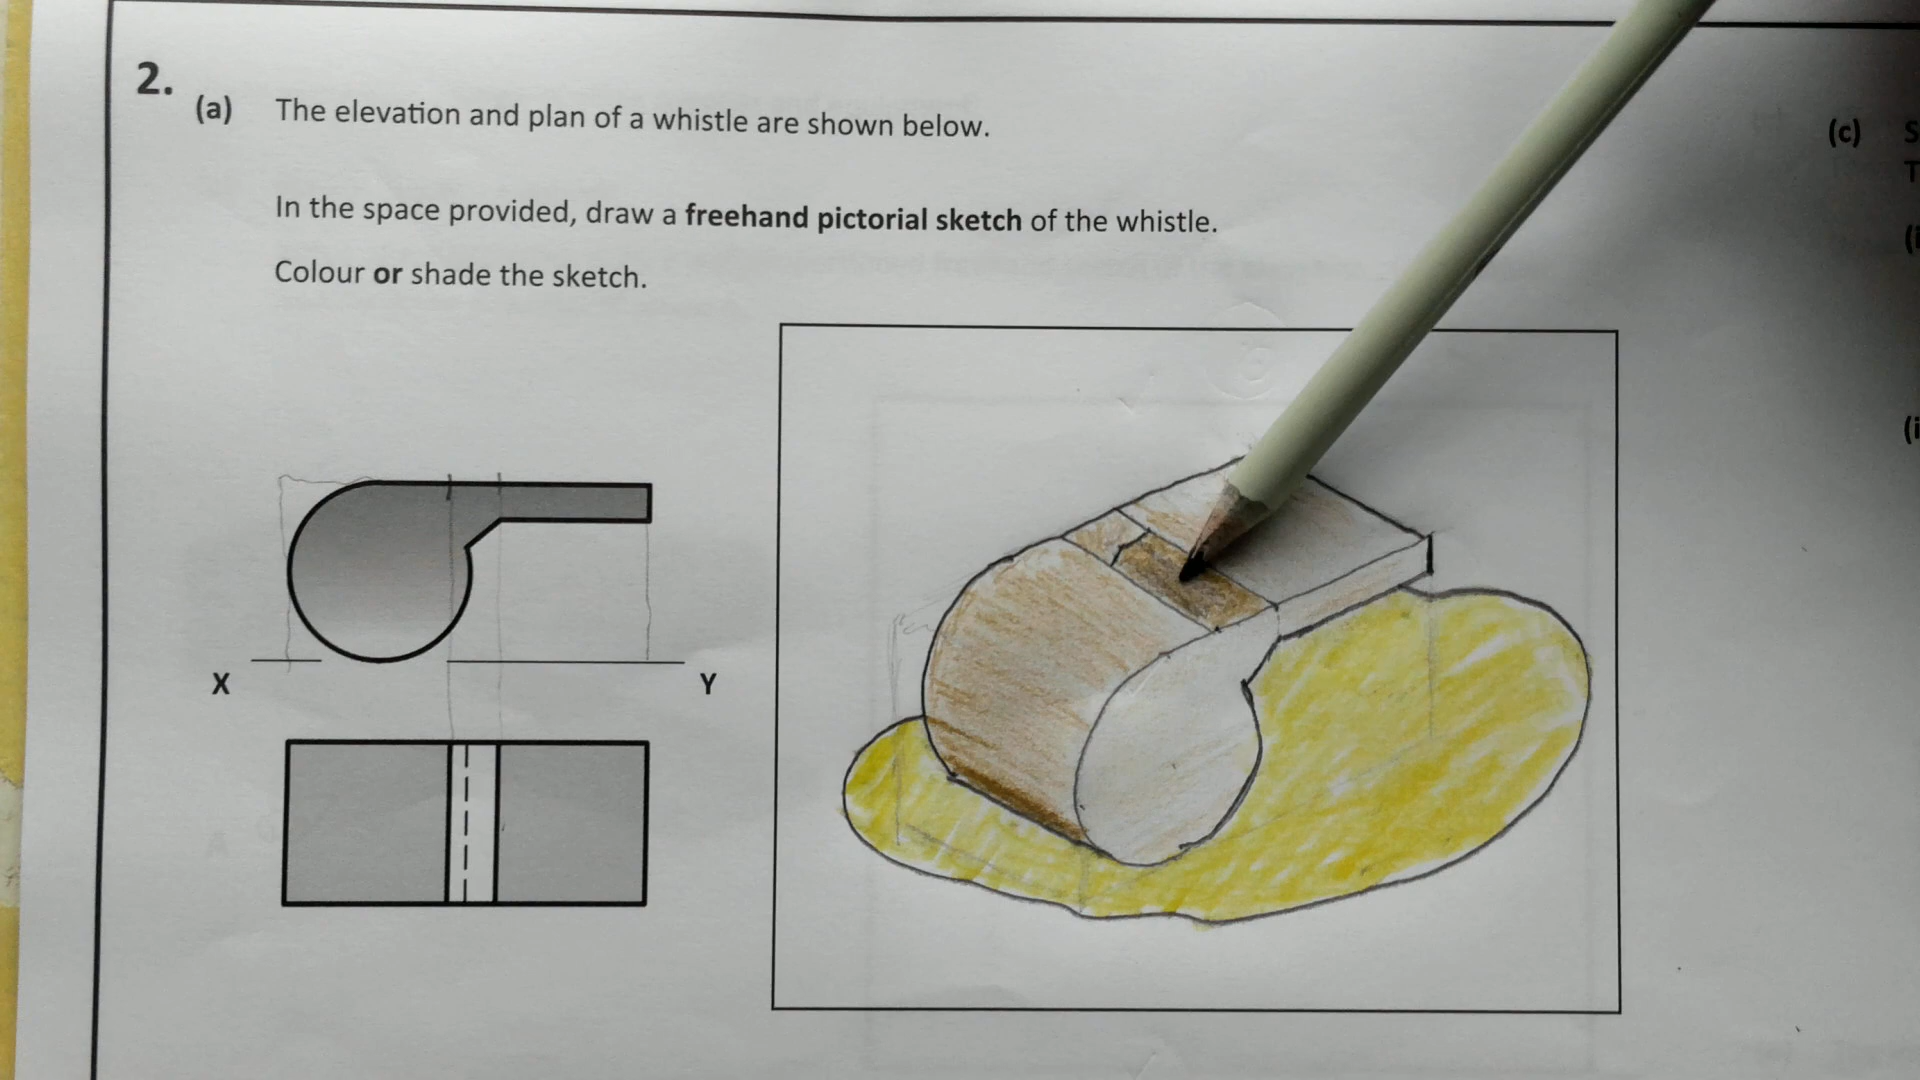 2.
(a) The elevation and plan of a whistle are shown below.
In the space provided, draw a freehand pictorial sketch of the whistle.
Colour or shade the sketch.
X Y
(c)